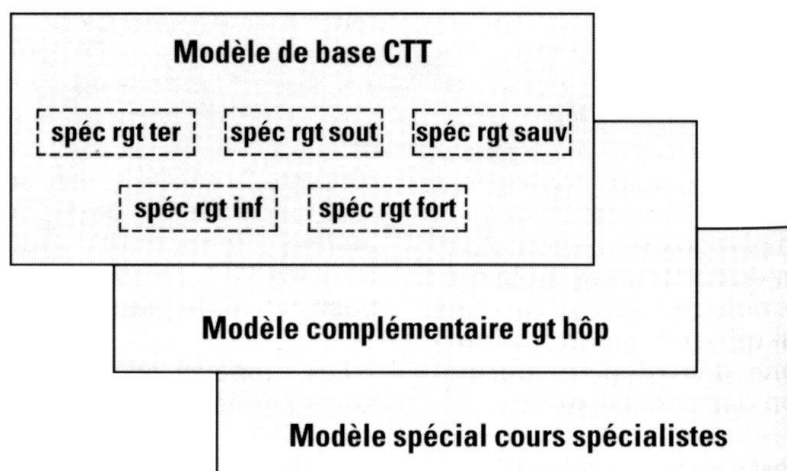 Modèle de base CTT
spéc rgt ter spéc rgt sout spéc rgt sauv
spéc rgt inf spéc rgt fort
Modèle complémentaire rgt hôp
Modèle spécial cours spécialistes